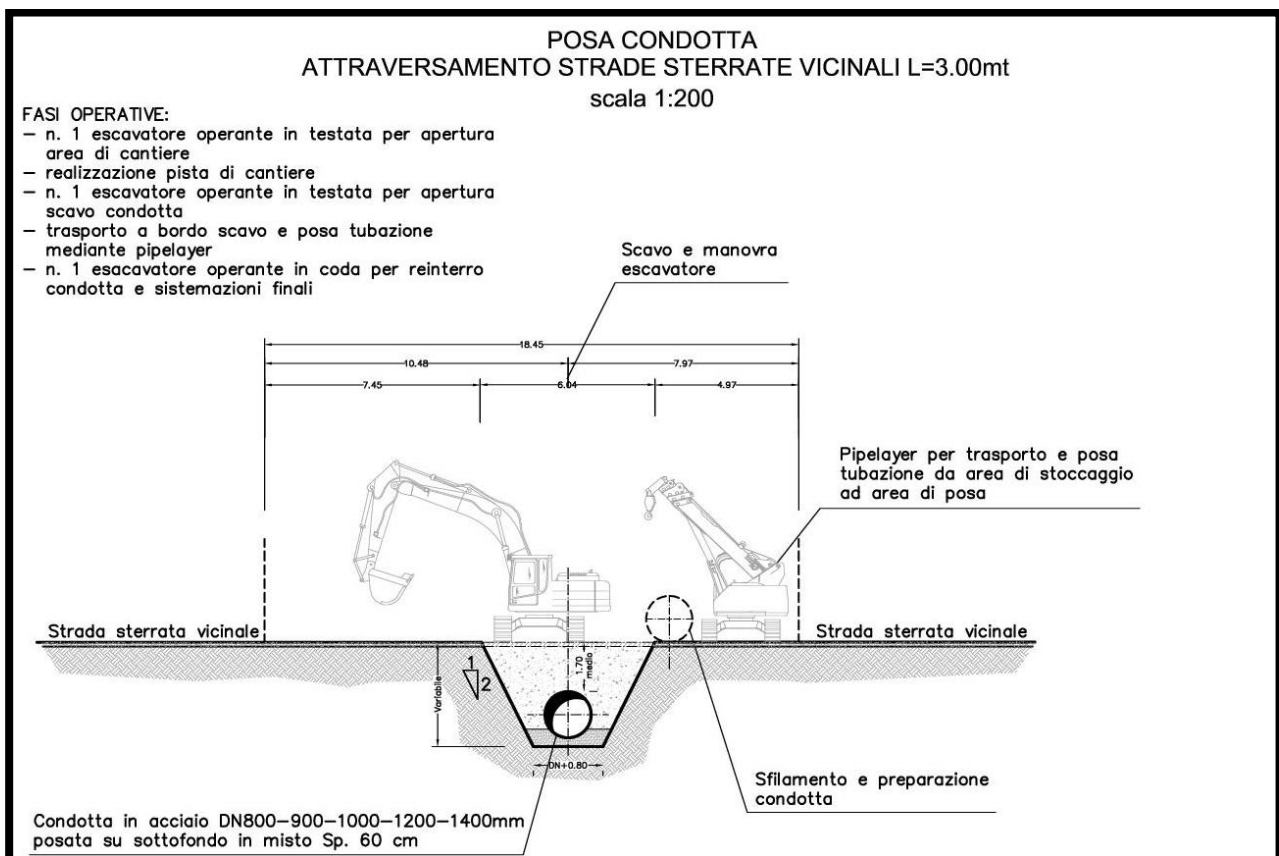 POSA CONDOTTA
ATTRAVERSAMENTO STRADE STERRATE VICINALI L=3.00mt
scala 1:200
FASI OPERATIVE:
– n. 1 escavatore operante in testata per apertura
area di cantiere
– realizzazione pista di cantiere
– n. 1 escavatore operante in testata per apertura
scavo condotta
– trasporto a bordo scavo e posa tubazione
mediante pipelayer
– n. 1 esacavatore operante in coda per reinterro
condotta e sistemazioni finali
Scavo e manovra
escavatore
18.45
10.48
7.97
7.45
6.04
4.97
Pipelayer per trasporto e posa
tubazione da area di stoccaggio
ad area di posa
Strada sterrata vicinale
Strada sterrata vicinale
1
2
Variabile
1.70
medio
DN+0.80
Sfilamento e preparazione
condotta
Condotta in acciaio DN800–900–1000–1200–1400mm
posata su sottofondo in misto Sp. 60 cm